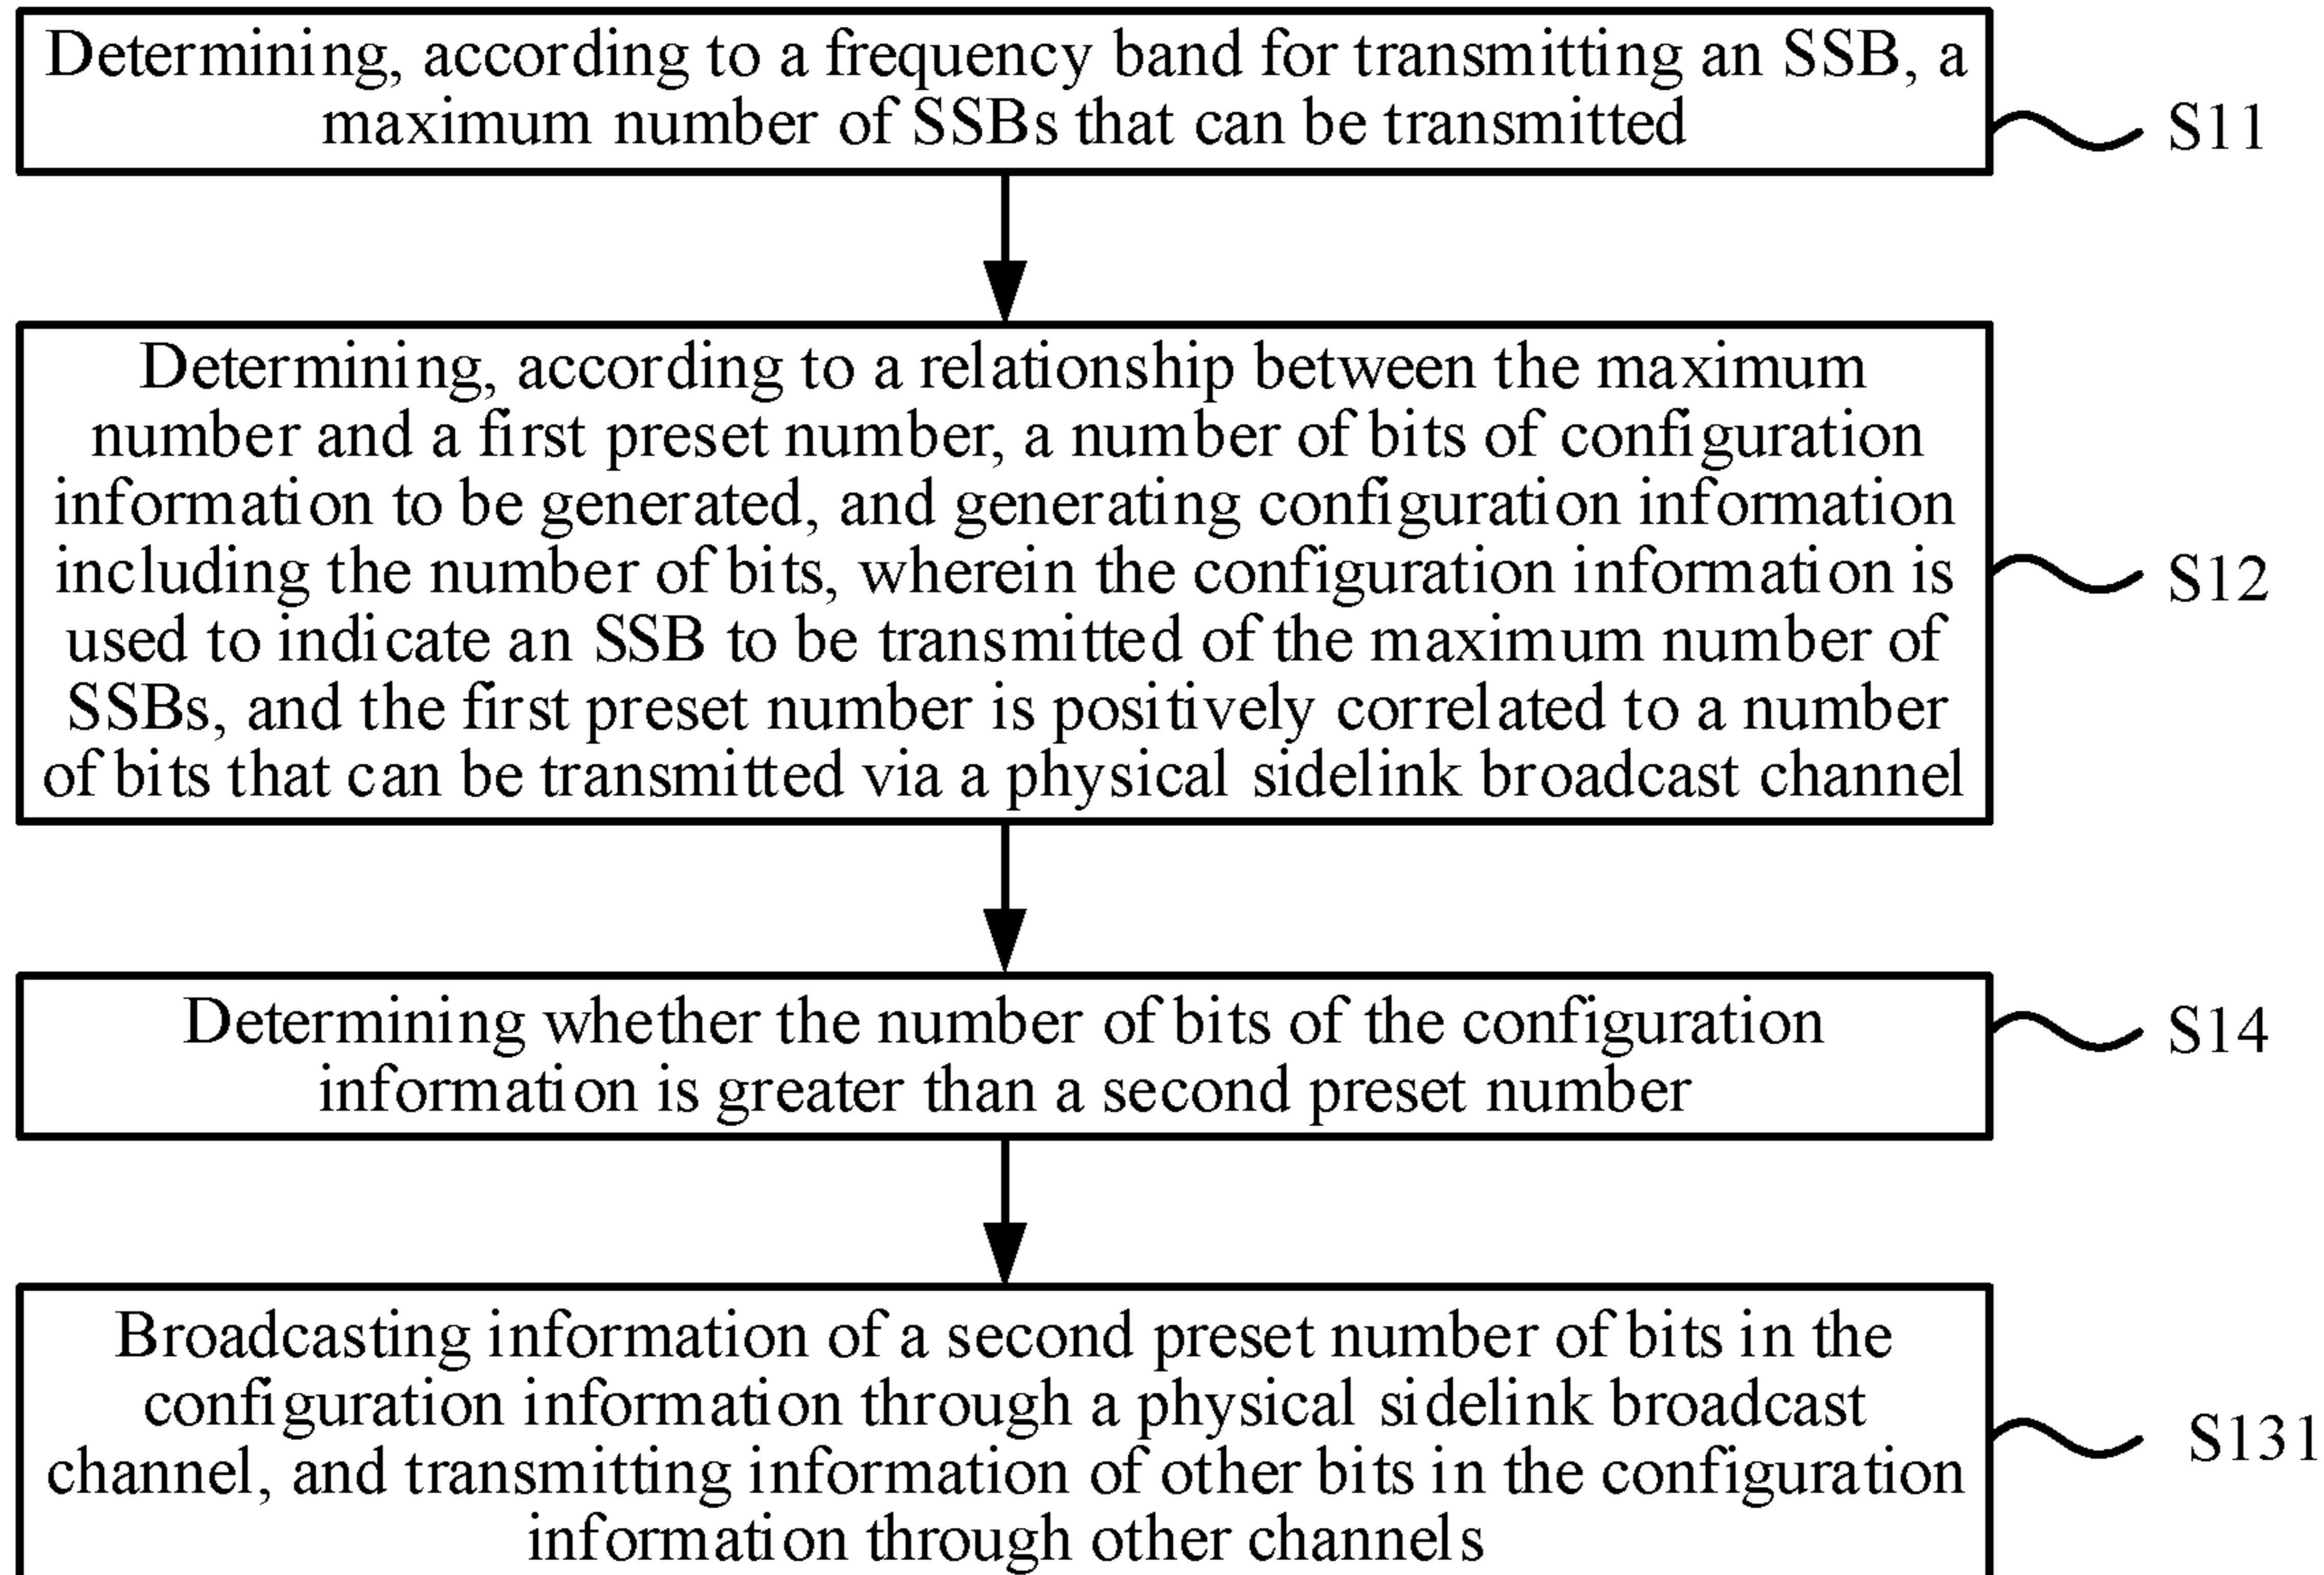 Determining, according to a frequency band for transmitting an SSB, a
maximum number of SSBs that can be transmitted
S11
Determining, according to a relationship between the maximum
number and a first preset number, a number of bits of configuration
information to be generated, and generating configuration information
including the number of bits, wherein the configuration information is
used to indicate an SSB to be transmitted of the maximum number of
SSBs, and the first preset number is positively correlated to a number
of bits that can be transmitted via a physical sidelink broadcast channel
S12
Determining whether the number of bits of the configuration
information is greater than a second preset number
S14
Broadcasting information of a second preset number of bits in the
configuration information through a physical sidelink broadcast
channel, and transmitting information of other bits in the configuration
information through other channels
S131